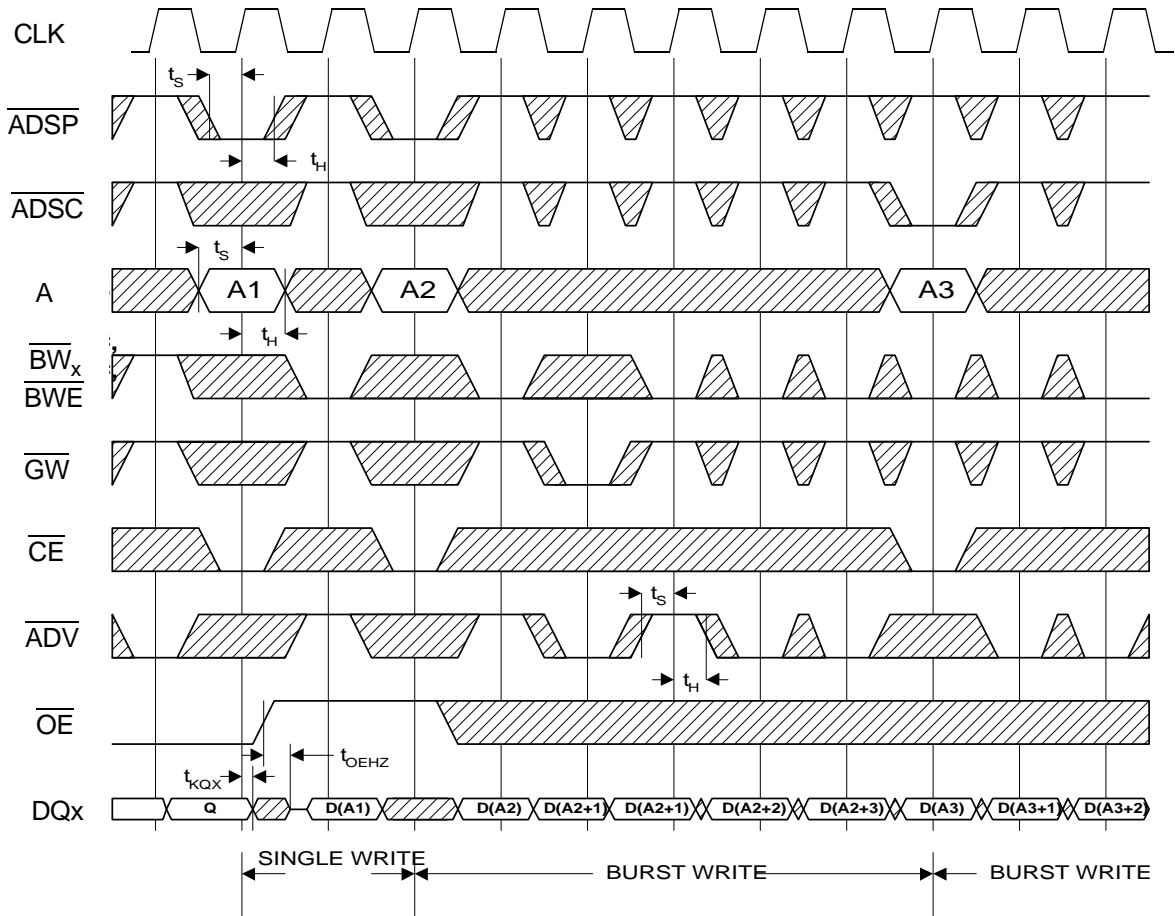 CLK
tS
ADSP
tH
ADSC
tS
A A1 A2 A3
tH
BWx
BWE
GW
CE
tS
ADV
tH
OE
tOEHZ
tKQX
DQx Q D(A1) D(A2) D(A2+1) D(A2+1) D(A2+2) D(A2+3) D(A3) D(A3+1) D(A3+2)
SINGLE WRITE BURST WRITE BURST WRITE